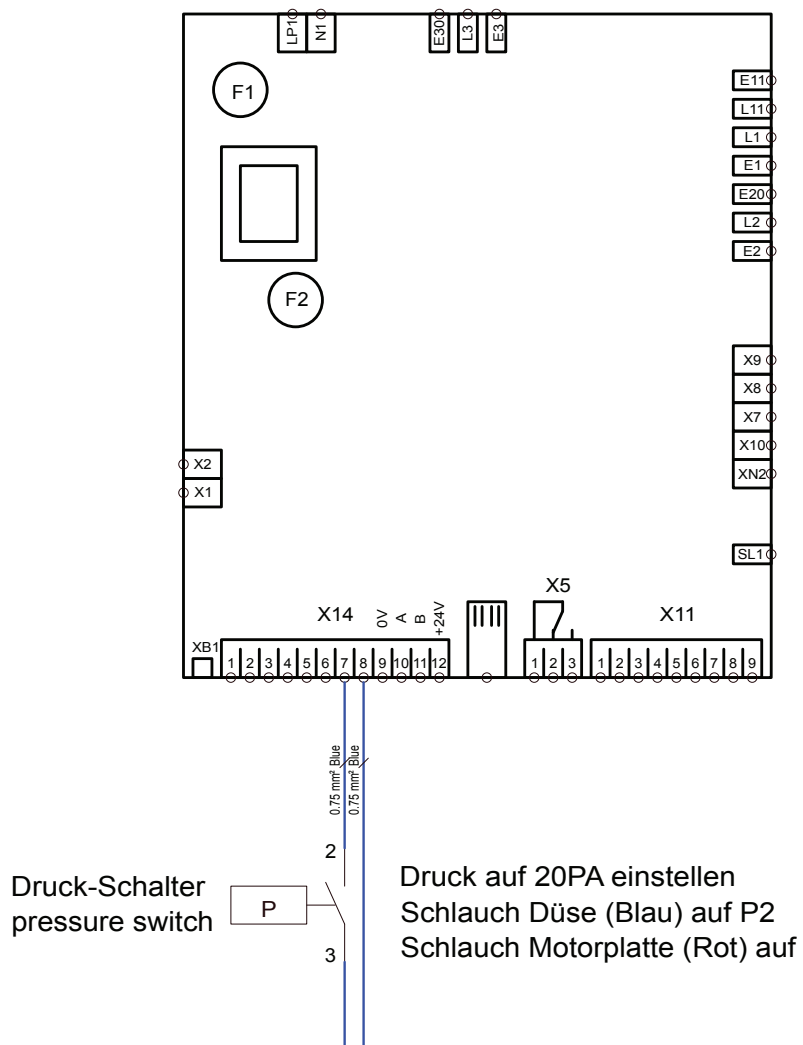 LP1 N1 E30 L3 E3
F1
E11
L11
L1
E1
E20
L2
E2
F2
X9
X8
X7
X10
XN2
X2
X1
SL1
X5
X14 0V A B +24V X11
XB1
1 2 3 4 5 6 7 8 9 10 11 12 1 2 3 1 2 3 4 5 6 7 8 9
0.75 mm² Blue
0.75 mm² Blue
2
Druck-Schalter
pressure switch
P
3
Druck auf 20PA einstellen
Schlauch Düse (Blau) auf P2
Schlauch Motorplatte (Rot) auf